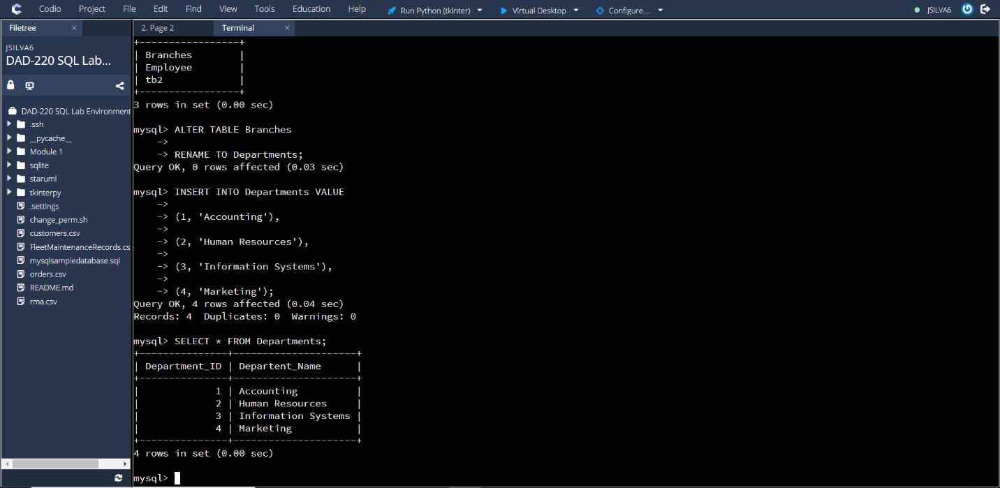 Codio Project File Edit Find View Tools Education Help Run Python (tkinter) Virtual Desktop Configure.... JSILVA6
Filetree × 2. Page 2 Terminal ×
JSILVA6
DAD-220 SQL Lab...
DAD-220 SQL Lab Environment
.ssh
__pycache__
Module 1
sqlite
staruml
tkinterpy
.settings
change_perm.sh
customers.csv
FleetMaintenanceRecords.cs
mysqlsampledatabase.sql
orders.csv
README.md
rma.csv
+-----------------+
| Branches        |
| Employee        |
| tb2             |
+-----------------+
3 rows in set (0.00 sec)
mysql> ALTER TABLE Branches
    ->
    -> RENAME TO Departments;
Query OK, 0 rows affected (0.03 sec)
mysql> INSERT INTO Departments VALUE
    ->
    -> (1, 'Accounting'),
    ->
    -> (2, 'Human Resources'),
    ->
    -> (3, 'Information Systems'),
    ->
    -> (4, 'Marketing');
Query OK, 4 rows affected (0.04 sec)
Records: 4  Duplicates: 0  Warnings: 0
mysql> SELECT * FROM Departments;
+---------------+---------------------+
| Department_ID | Departent_Name      |
+---------------+---------------------+
|             1 | Accounting          |
|             2 | Human Resources     |
|             3 | Information Systems |
|             4 | Marketing           |
+---------------+---------------------+
4 rows in set (0.00 sec)
mysql>